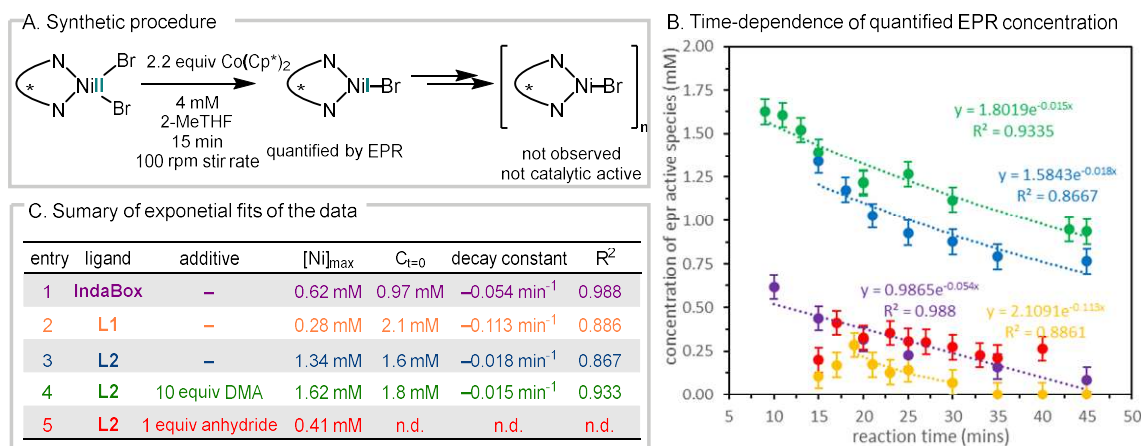 A. Synthetic procedure
N
N
*
NiII
Br
Br
2.2 equiv Co(Cp*)2
4 mM
2-MeTHF
15 min
100 rpm stir rate
N
N
*
NiI
Br
quantified by EPR
N
N
*
Ni
Br
n
not observed
not catalytic active
C. Sumary of exponetial fits of the data
entry ligand additive [Ni]max Ct=0 decay constant R2
1 IndaBox – 0.62 mM 0.97 mM –0.054 min-1 0.988
2 L1 – 0.28 mM 2.1 mM –0.113 min-1 0.886
3 L2 – 1.34 mM 1.6 mM –0.018 min-1 0.867
4 L2 10 equiv DMA 1.62 mM 1.8 mM –0.015 min-1 0.933
5 L2 1 equiv anhydride 0.41 mM n.d. n.d. n.d.
B. Time-dependence of quantified EPR concentration
concentration of epr active species (mM)
2.00
1.75
1.50
1.25
1.00
0.75
0.50
0.25
0.00
y = 1.8019e-0.015x
R² = 0.9335
y = 1.5843e-0.018x
R² = 0.8667
y = 0.9865e-0.054x
R² = 0.988
y = 2.1091e-0.113x
R² = 0.8861
5 10 15 20 25 30 35 40 45 50
reaction time (mins)